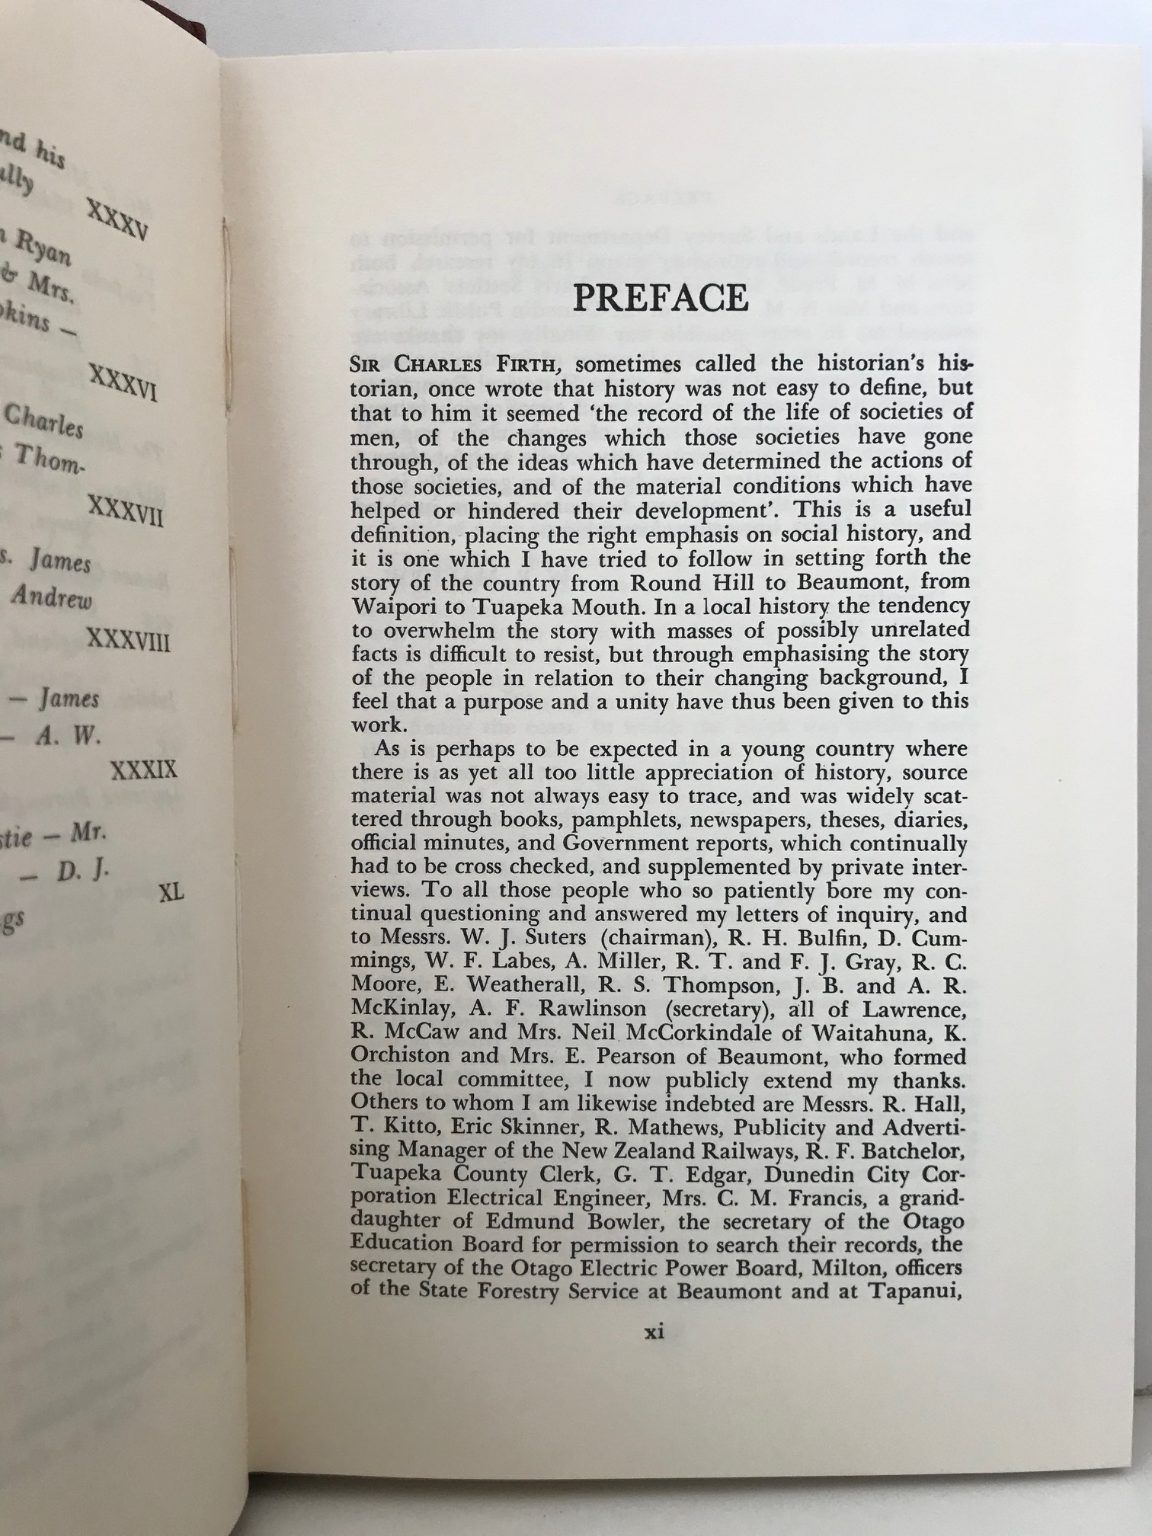 nd his
ully
XXXV
n Ryan
& Mrs.
okins –
XXXVI
Charles
s Thom-
XXXVII
s. James
Andrew
XXXVIII
– James
– A. W.
XXXIX
stie – Mr.
– D. J.
XL
gs
PREFACE
SIR CHARLES FIRTH, sometimes called the historian's his-
torian, once wrote that history was not easy to define, but
that to him it seemed 'the record of the life of societies of
men, of the changes which those societies have gone
through, of the ideas which have determined the actions of
those societies, and of the material conditions which have
helped or hindered their development'. This is a useful
definition, placing the right emphasis on social history, and
it is one which I have tried to follow in setting forth the
story of the country from Round Hill to Beaumont, from
Waipori to Tuapeka Mouth. In a local history the tendency
to overwhelm the story with masses of possibly unrelated
facts is difficult to resist, but through emphasising the story
of the people in relation to their changing background, I
feel that a purpose and a unity have thus been given to this
work.
As is perhaps to be expected in a young country where
there is as yet all too little appreciation of history, source
material was not always easy to trace, and was widely scat-
tered through books, pamphlets, newspapers, theses, diaries,
official minutes, and Government reports, which continually
had to be cross checked, and supplemented by private inter-
views. To all those people who so patiently bore my con-
tinual questioning and answered my letters of inquiry, and
to Messrs. W. J. Suters (chairman), R. H. Bulfin, D. Cum-
mings, W. F. Labes, A. Miller, R. T. and F. J. Gray, R. C.
Moore, E. Weatherall, R. S. Thompson, J. B. and A. R.
McKinlay, A. F. Rawlinson (secretary), all of Lawrence,
R. McCaw and Mrs. Neil McCorkindale of Waitahuna, K.
Orchiston and Mrs. E. Pearson of Beaumont, who formed
the local committee, I now publicly extend my thanks.
Others to whom I am likewise indebted are Messrs. R. Hall,
T. Kitto, Eric Skinner, R. Mathews, Publicity and Adverti-
sing Manager of the New Zealand Railways, R. F. Batchelor,
Tuapeka County Clerk, G. T. Edgar, Dunedin City Cor-
poration Electrical Engineer, Mrs. C. M. Francis, a grand-
daughter of Edmund Bowler, the secretary of the Otago
Education Board for permission to search their records, the
secretary of the Otago Electric Power Board, Milton, officers
of the State Forestry Service at Beaumont and at Tapanui,
xi